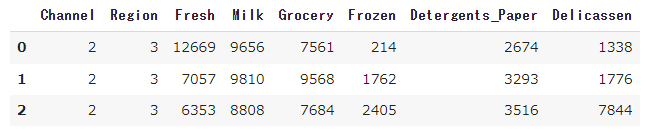 Channel Region Fresh Milk Grocery Frozen Detergents_Paper Delicassen
0 2 3 12669 9656 7561 214 2674 1338
1 2 3 7057 9810 9568 1762 3293 1776
2 2 3 6353 8808 7684 2405 3516 7844